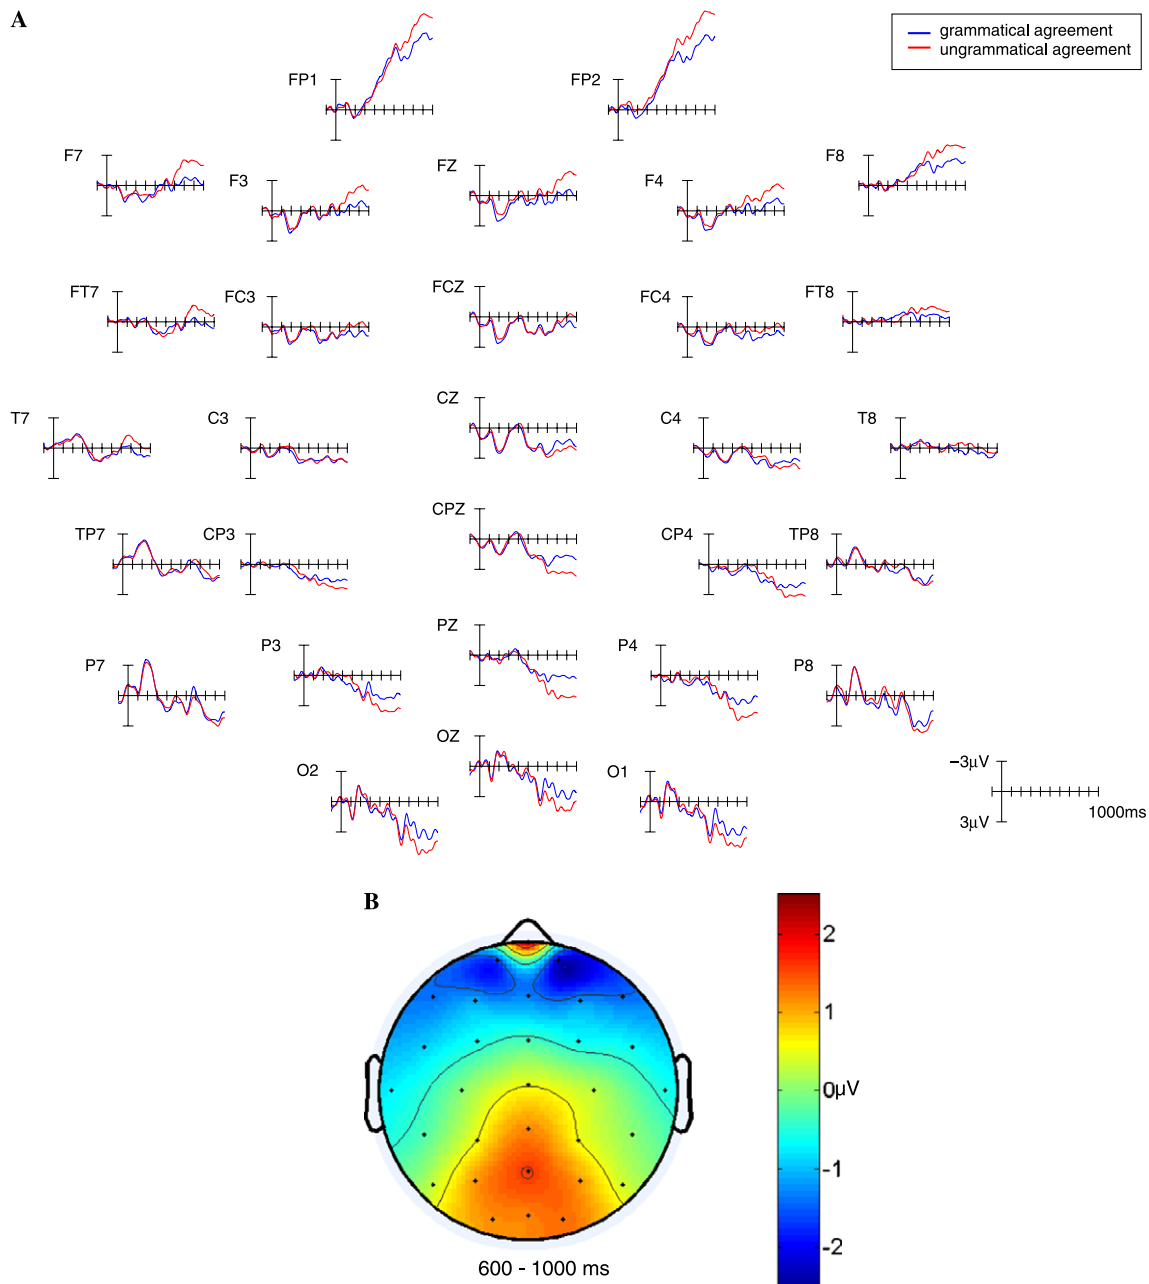 A
grammatical agreement
ungrammatical agreement
FP1
FP2
F7
F3
FZ
F4
F8
FT7
FC3
FCZ
FC4
FT8
T7
C3
CZ
C4
T8
TP7
CP3
CPZ
CP4
TP8
P7
P3
PZ
P4
P8
O2
OZ
O1
−3µV
1000ms
3µV
B
2
1
0µV
-1
-2
600 - 1000 ms